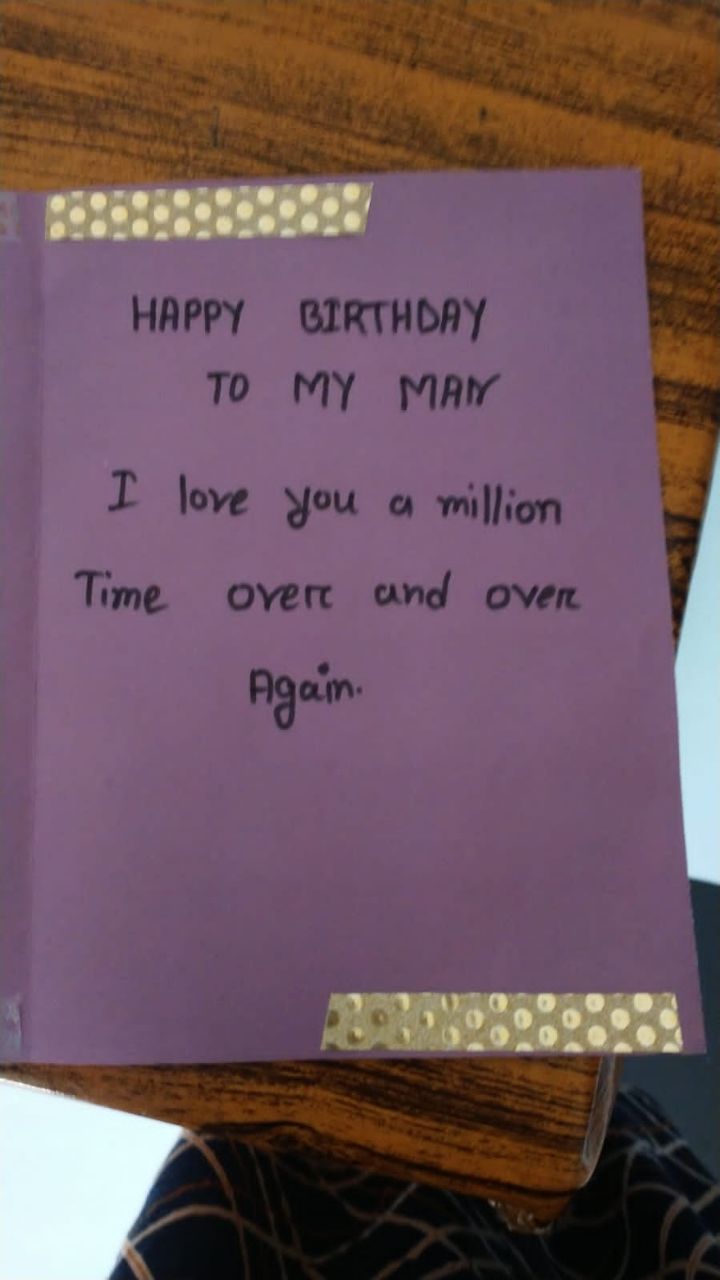 HAPPY BIRTHDAY
TO MY MAN
I love you a million
Time over and over
Again.